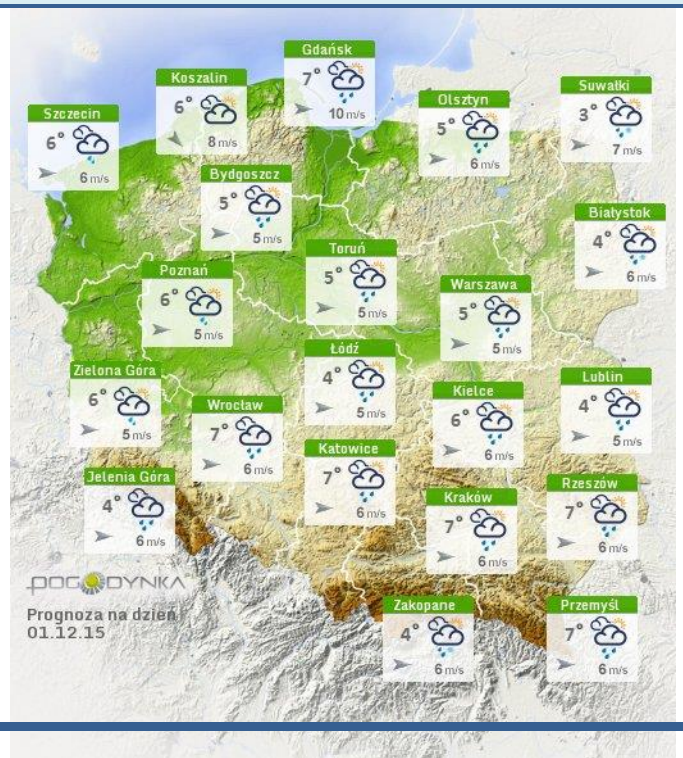 Gdańsk
7°
10 m/s
Koszalin
6°
8 m/s
Suwałki
3°
7 m/s
Olsztyn
5°
6 m/s
Szczecin
6°
6 m/s
Bydgoszcz
5°
5 m/s
Białystok
4°
6 m/s
Toruń
5°
5 m/s
Poznań
6°
5 m/s
Warszawa
5°
5 m/s
Łódź
4°
5 m/s
Zielona Góra
6°
5 m/s
Lublin
4°
5 m/s
Kielce
6°
6 m/s
Wrocław
7°
6 m/s
Katowice
7°
6 m/s
Jelenia Góra
4°
6 m/s
Rzeszów
7°
6 m/s
Kraków
7°
6 m/s
POGODYNKA
Prognoza na dzień
01.12.15
Zakopane
4°
6 m/s
Przemyśl
7°
6 m/s